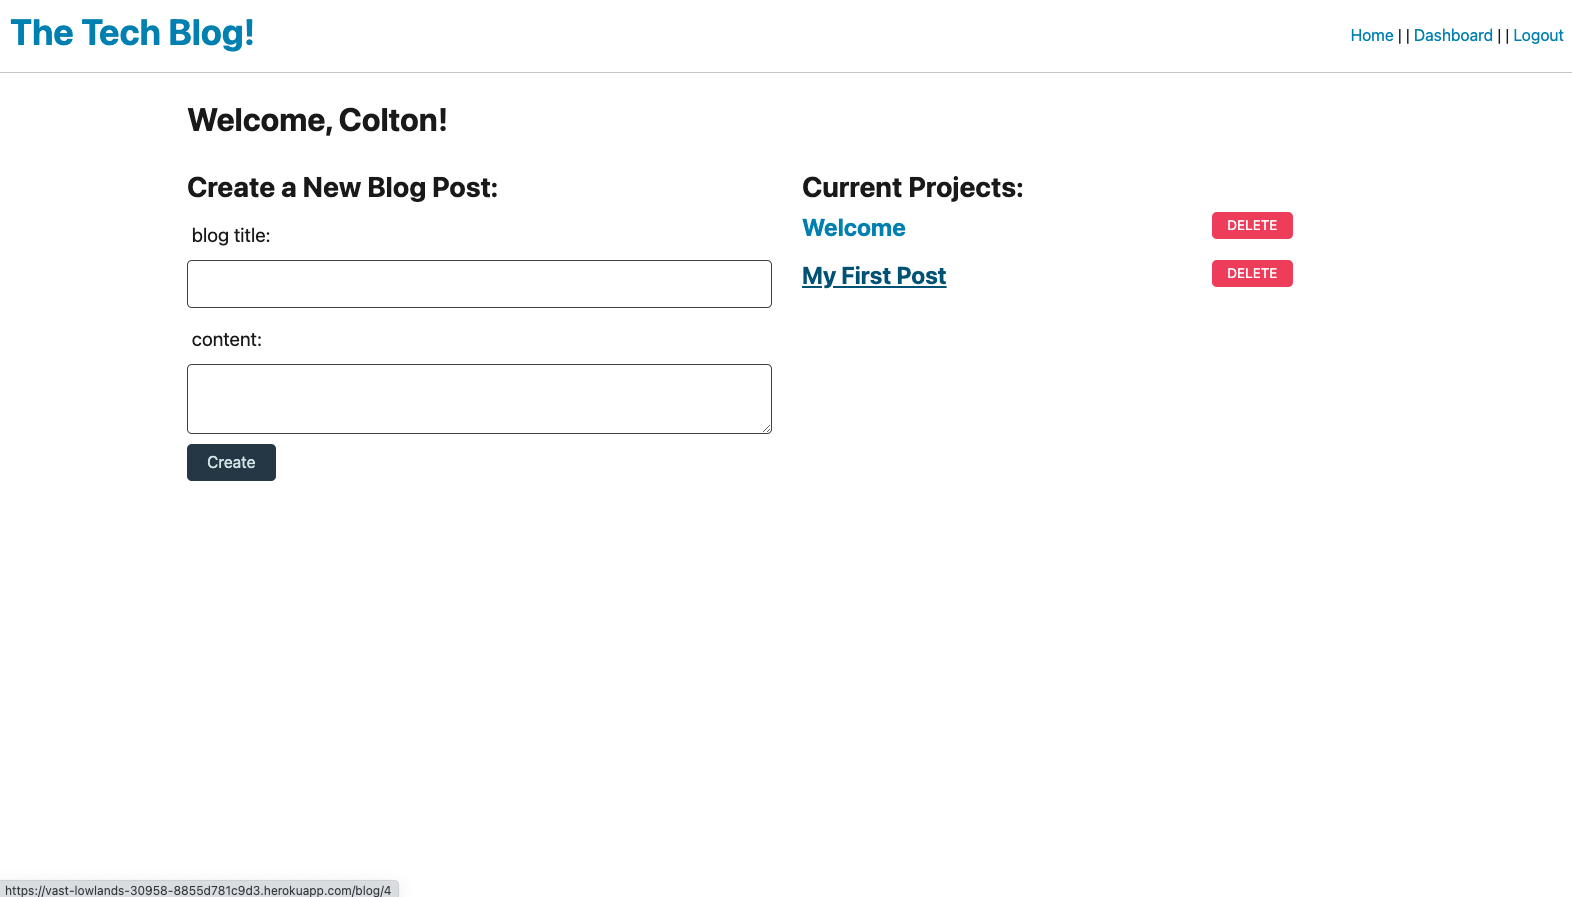 The Tech Blog!
Home | | Dashboard | | Logout
Welcome, Colton!
Create a New Blog Post:
blog title:
content:
Create
Current Projects:
Welcome DELETE
My First Post DELETE
https://vast-lowlands-30958-8855d781c9d3.herokuapp.com/blog/4